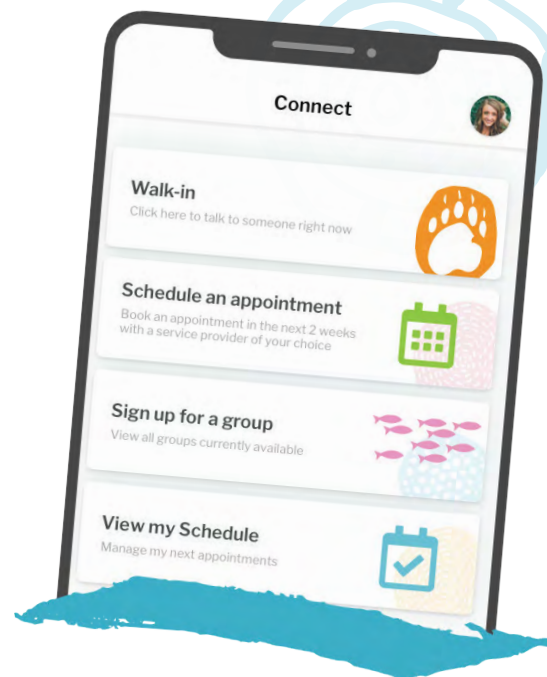 Connect
Walk-in
Click here to talk to someone right now
Schedule an appointment
Book an appointment in the next 2 weeks
with a service provider of your choice
Sign up for a group
View all groups currently available
View my Schedule
Manage my next appointments